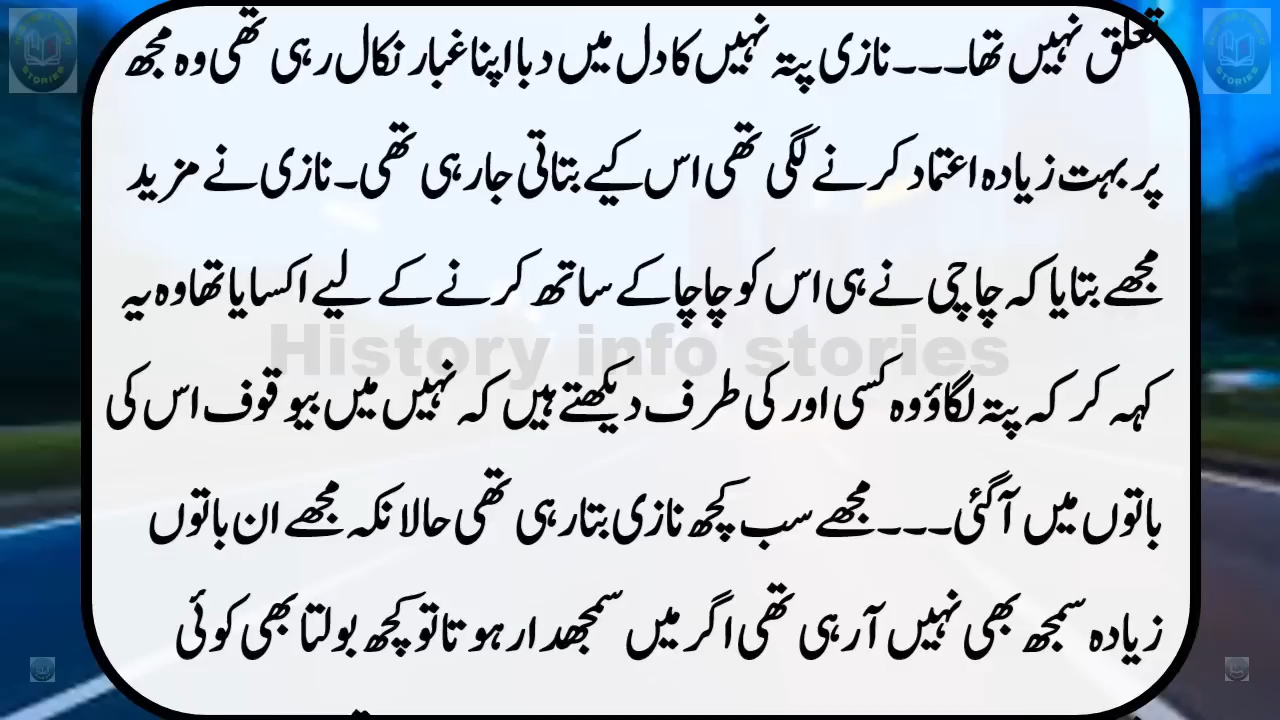 تعلق نہیں تھا۔۔۔نازی پتہ نہیں کا دل میں دبا اپنا غبار نکال رہی تھی وہ مجھ
پر بہت زیادہ اعتماد کرنے لگی تھی اس کیے بتاتی جا رہی تھی۔نازی نے مزید
مجھے بتایا کہ چاچی نے ہی اس کو چاچا کے ساتھ کرنے کے لیے اکسایا تھا وہ یہ
History info stories
کہہ کر کہ پتہ لگاؤ وہ کسی اور کی طرف دیکھتے ہیں کہ نہیں میں بیوقوف اس کی
باتوں میں آگئی۔۔۔مجھے سب کچھ نازی بتا رہی تھی حالانکہ مجھے ان باتوں
زیادہ سمجھ بھی نہیں آ رہی تھی اگر میں سمجھدار ہوتا تو کچھ بولتا بھی کوئی